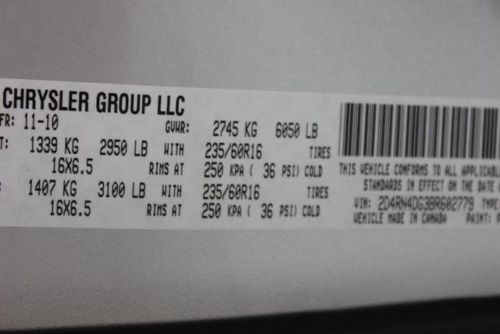 CHRYSLER GROUP LLC
FR: 11-10 GVWR: 2745 KG 6050 LB
T: 1339 KG 2950 LB WITH 235/60R16 TIRES
16X6.5 RIMS AT 250 KPA ( 36 PSI) COLD
: 1407 KG 3100 LB WITH 235/60R16 TIRES
16X6.5 RIMS AT 250 KPA ( 36 PSI) COLD
THIS VEHICLE CONFORMS TO ALL APPLICABL
STANDARDS IN EFFECT ON THE DATE
VIN: 2D4RN4DG3BR602779 TYPE:
VEHICLE MADE IN CANADA PAINT: P